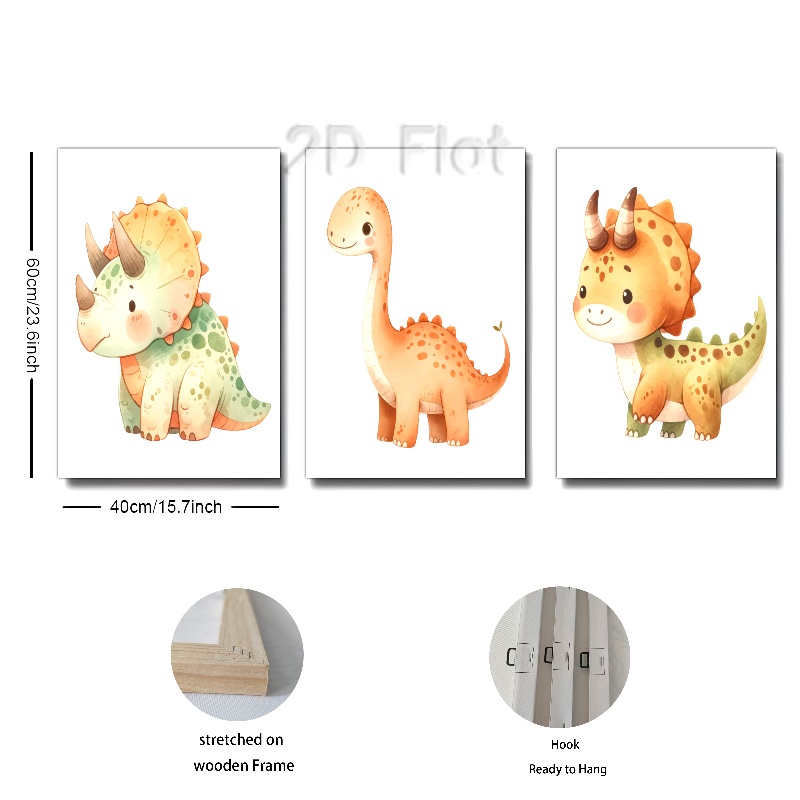 2D Flat
60cm/23.6inch
40cm/15.7inch
stretched on
wooden Frame
Hook
Ready to Hang